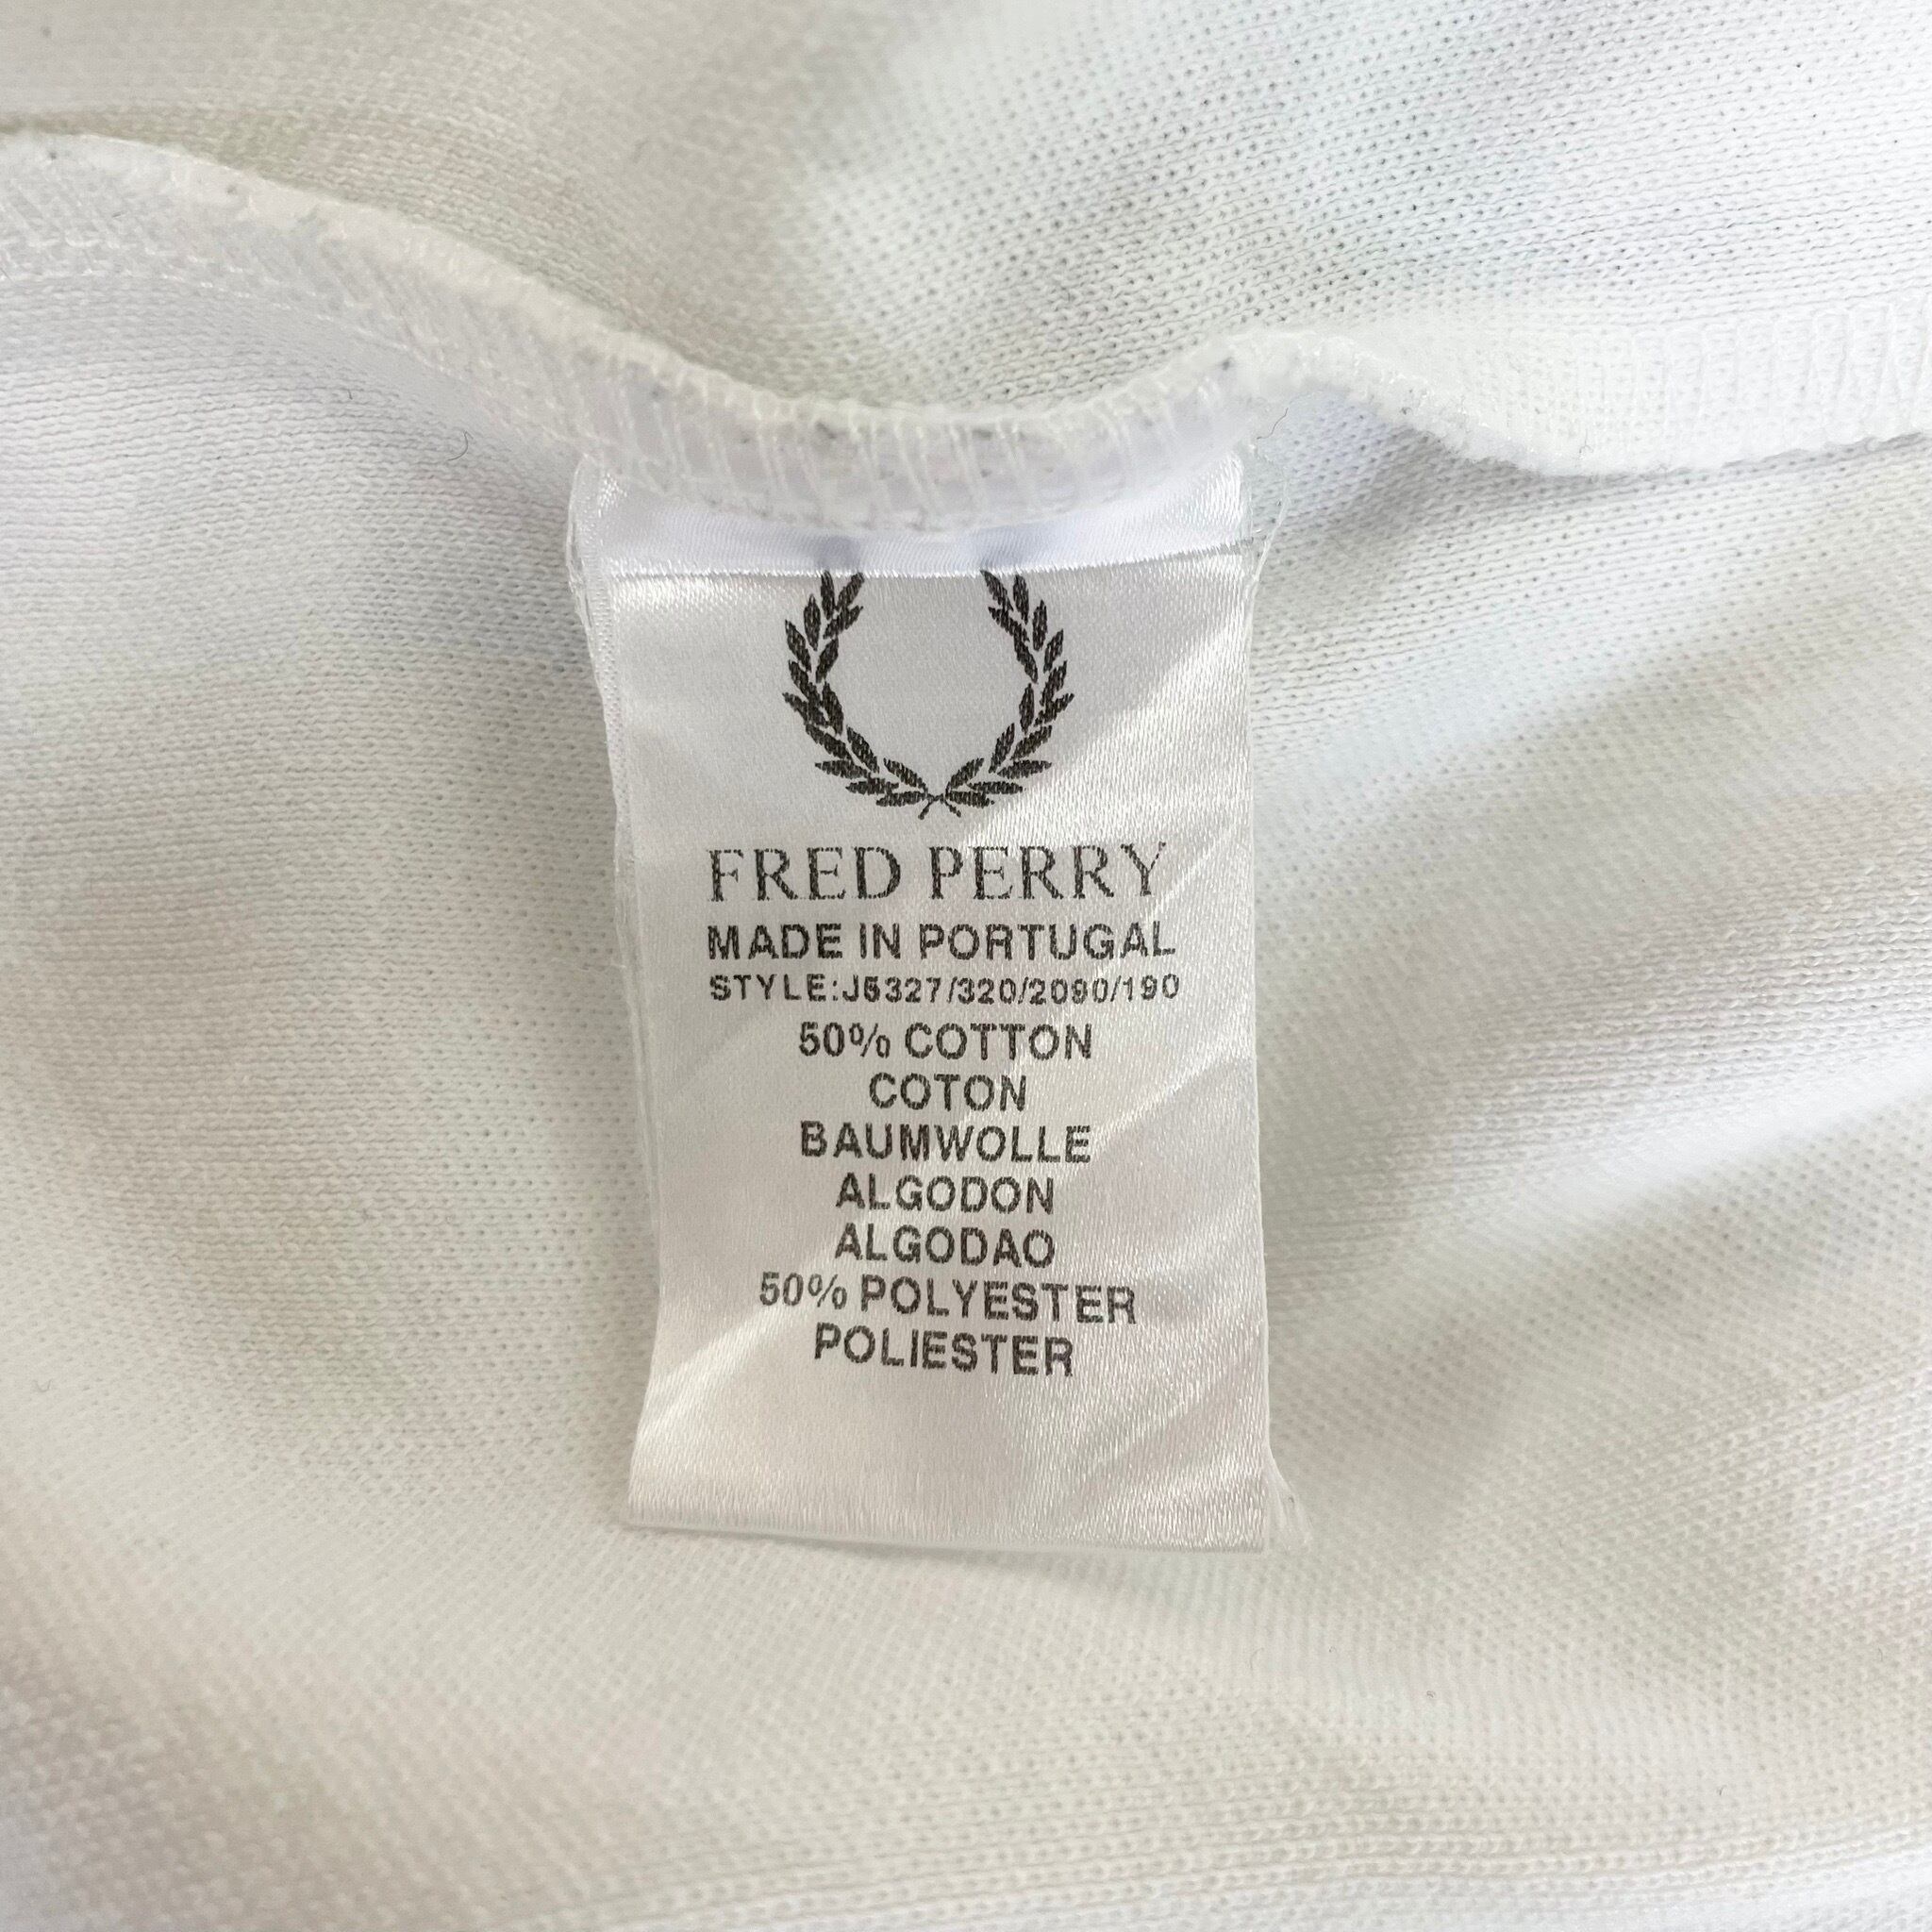 FRED PERRY
MADE IN PORTUGAL
STYLE:J5327/320/2090/190
50% COTTON
COTON
BAUMWOLLE
ALGODON
ALGODAO
50% POLYESTER
POLIESTER